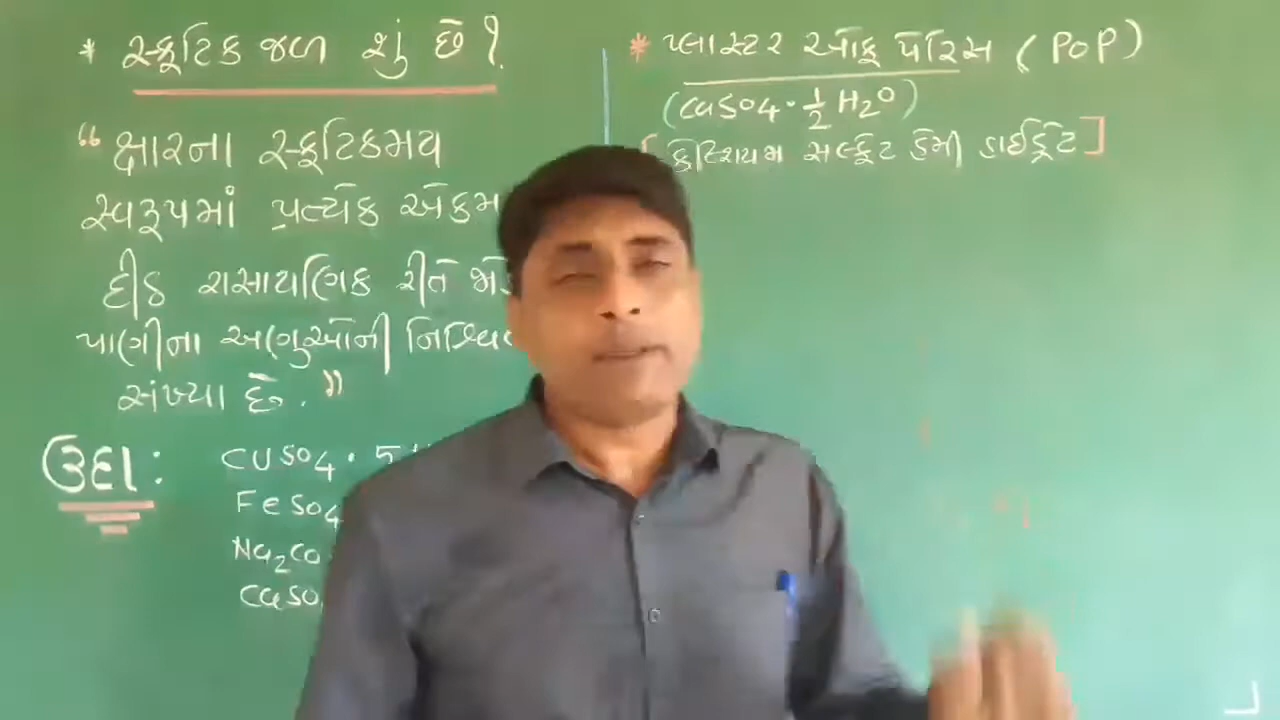 * સ્ફટિક જળ શું છે?
" ક્ષારના સ્ફટિકમય
સ્વરૂપમાં પ્રત્યેક એકમ
દીઠ રાસાયણિક રીતે
પાણીના અણુઓની
સંખ્યા છે. "
ઉદા :
CuSO4 · 5
FeSO4
Na2CO
CaSO
* પ્લાસ્ટર ઓફ પેરિસ ( POP )
(CaSO4 · 1/2 H2O)
[ કેલ્શિયમ સલ્ફેટ હેમી હાઈડ્રેટ ]